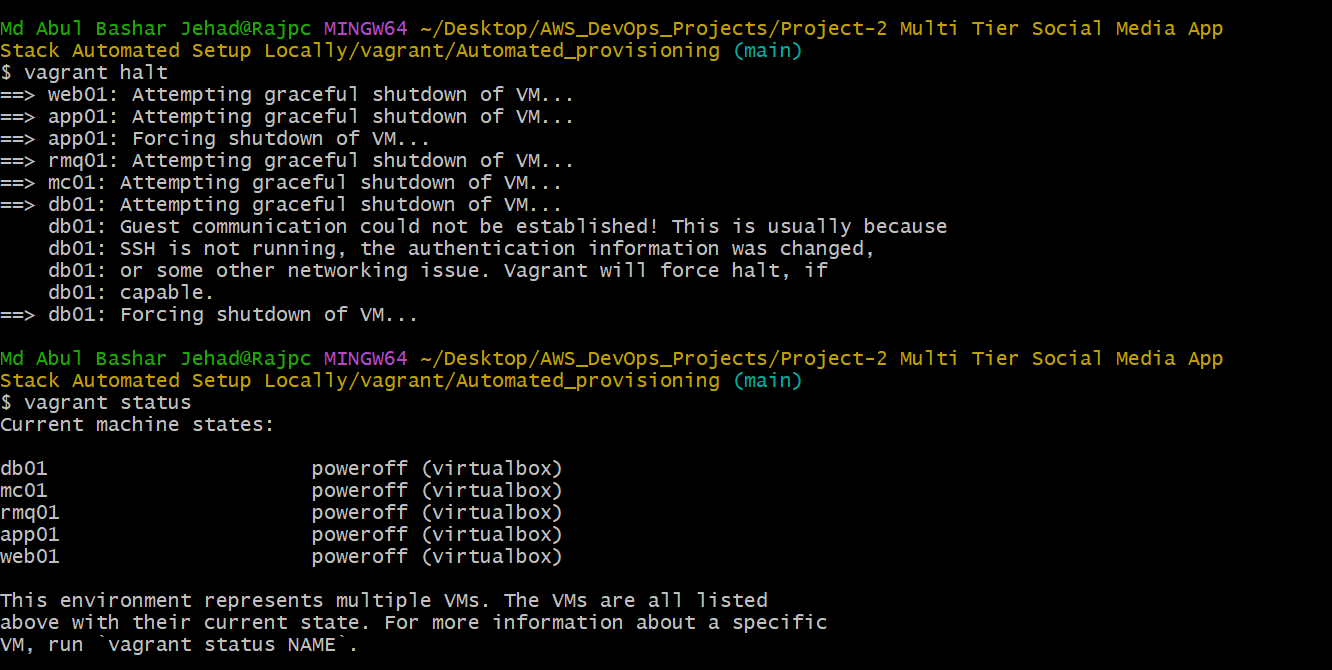 Md Abul Bashar Jehad@Rajpc MINGW64 ~/Desktop/AWS_DevOps_Projects/Project-2 Multi Tier Social Media App
Stack Automated Setup Locally/vagrant/Automated_provisioning (main)
$ vagrant halt
==> web01: Attempting graceful shutdown of VM...
==> app01: Attempting graceful shutdown of VM...
==> app01: Forcing shutdown of VM...
==> rmq01: Attempting graceful shutdown of VM...
==> mc01: Attempting graceful shutdown of VM...
==> db01: Attempting graceful shutdown of VM...
    db01: Guest communication could not be established! This is usually because
    db01: SSH is not running, the authentication information was changed,
    db01: or some other networking issue. Vagrant will force halt, if
    db01: capable.
==> db01: Forcing shutdown of VM...
Md Abul Bashar Jehad@Rajpc MINGW64 ~/Desktop/AWS_DevOps_Projects/Project-2 Multi Tier Social Media App
Stack Automated Setup Locally/vagrant/Automated_provisioning (main)
$ vagrant status
Current machine states:
db01                      poweroff (virtualbox)
mc01                      poweroff (virtualbox)
rmq01                     poweroff (virtualbox)
app01                     poweroff (virtualbox)
web01                     poweroff (virtualbox)
This environment represents multiple VMs. The VMs are all listed
above with their current state. For more information about a specific
VM, run `vagrant status NAME`.